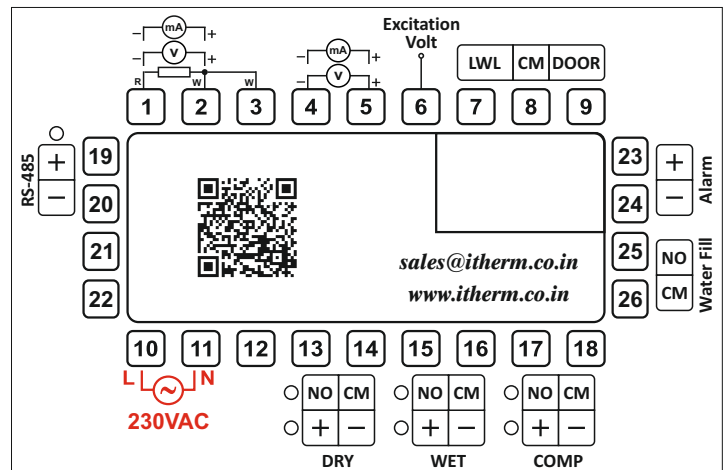 mA
− +
V
− +
R W W
mA
− +
V
− +
Excitation
Volt
LWL CM DOOR
1 2 3 4 5 6 7 8 9
RS-485
+
−
19
20
21
22
23
24
25
26
+
−
Alarm
NO
CM
Water Fill
sales@itherm.co.in
www.itherm.co.in
10 11 12 13 14 15 16 17 18
L N
230VAC
NO CM NO CM NO CM
+ − + − + −
DRY WET COMP